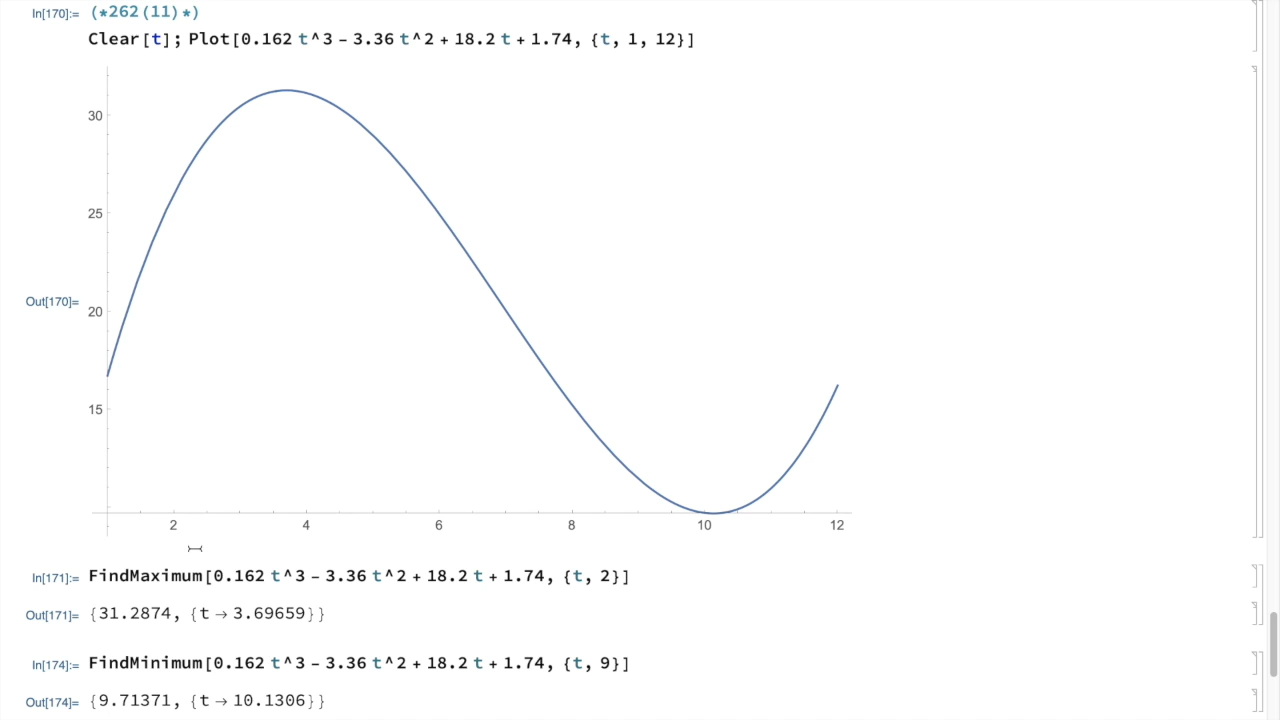 In[170]:= (*262(11)*)
Clear[t]; Plot[0.162 t^3 - 3.36 t^2 + 18.2 t + 1.74, {t, 1, 12}]
30
25
Out[170]=
20
15
2 4 6 8 10 12
In[171]:= FindMaximum[0.162 t^3 - 3.36 t^2 + 18.2 t + 1.74, {t, 2}]
Out[171]= {31.2874, {t → 3.69659}}
In[174]:= FindMinimum[0.162 t^3 - 3.36 t^2 + 18.2 t + 1.74, {t, 9}]
Out[174]= {9.71371, {t → 10.1306}}